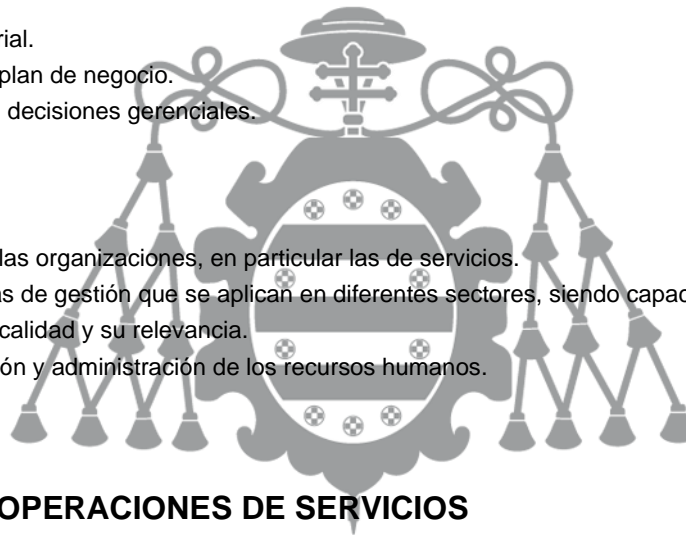 rial.
plan de negocio.
decisiones gerenciales.
las organizaciones, en particular las de servicios.
as de gestión que se aplican en diferentes sectores, siendo capac
calidad y su relevancia.
ón y administración de los recursos humanos.
OPERACIONES DE SERVICIOS